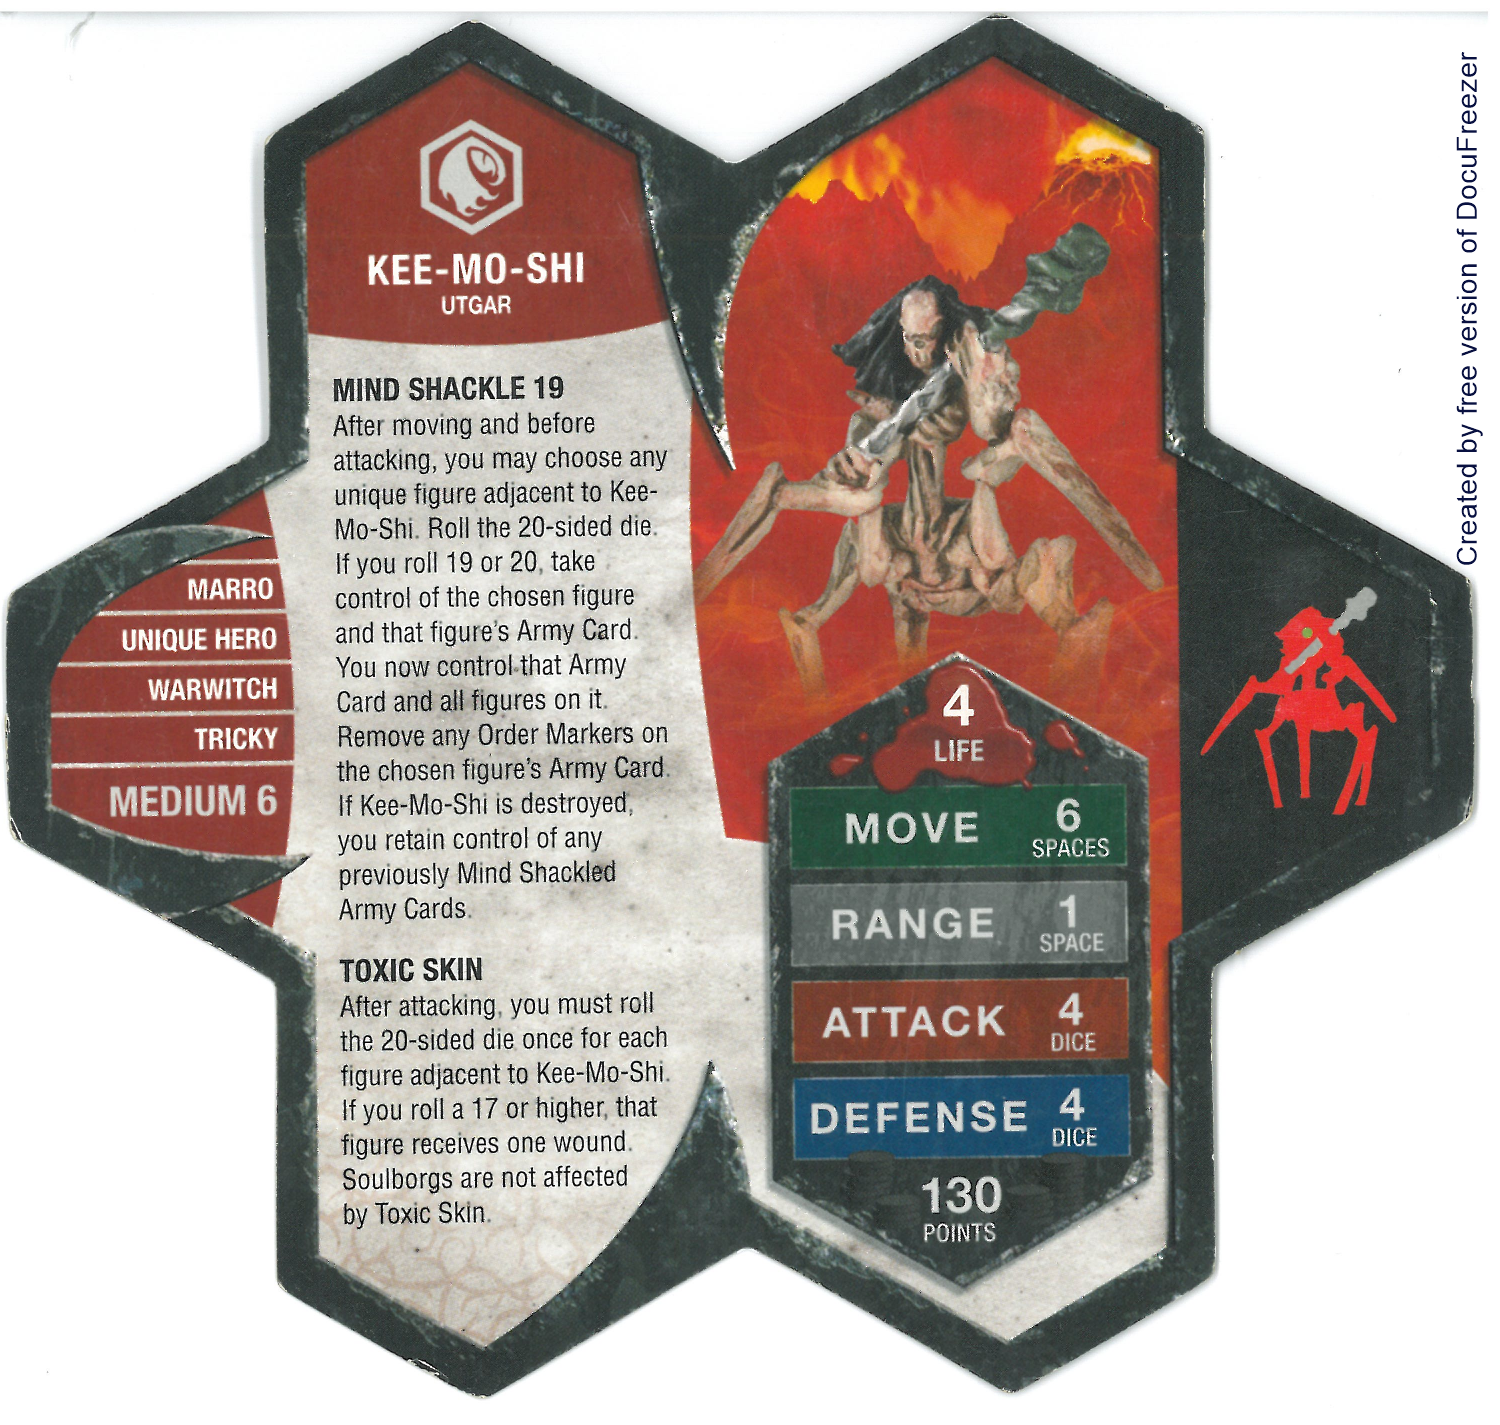 KEE-MO-SHI
UTGAR
MIND SHACKLE 19
After moving and before
attacking, you may choose any
unique figure adjacent to Kee-
Mo-Shi. Roll the 20-sided die.
If you roll 19 or 20, take
control of the chosen figure
and that figure's Army Card.
You now control that Army
Card and all figures on it.
Remove any Order Markers on
the chosen figure's Army Card.
If Kee-Mo-Shi is destroyed,
you retain control of any
previously Mind Shackled
Army Cards.
TOXIC SKIN
After attacking, you must roll
the 20-sided die once for each
figure adjacent to Kee-Mo-Shi.
If you roll a 17 or higher, that
figure receives one wound.
Soulborgs are not affected
by Toxic Skin.
MARRO
UNIQUE HERO
WARWITCH
TRICKY
MEDIUM 6
4
LIFE
MOVE 6
SPACES
RANGE 1
SPACE
ATTACK 4
DICE
DEFENSE 4
DICE
130
POINTS
Created by free version of DocuFreezer